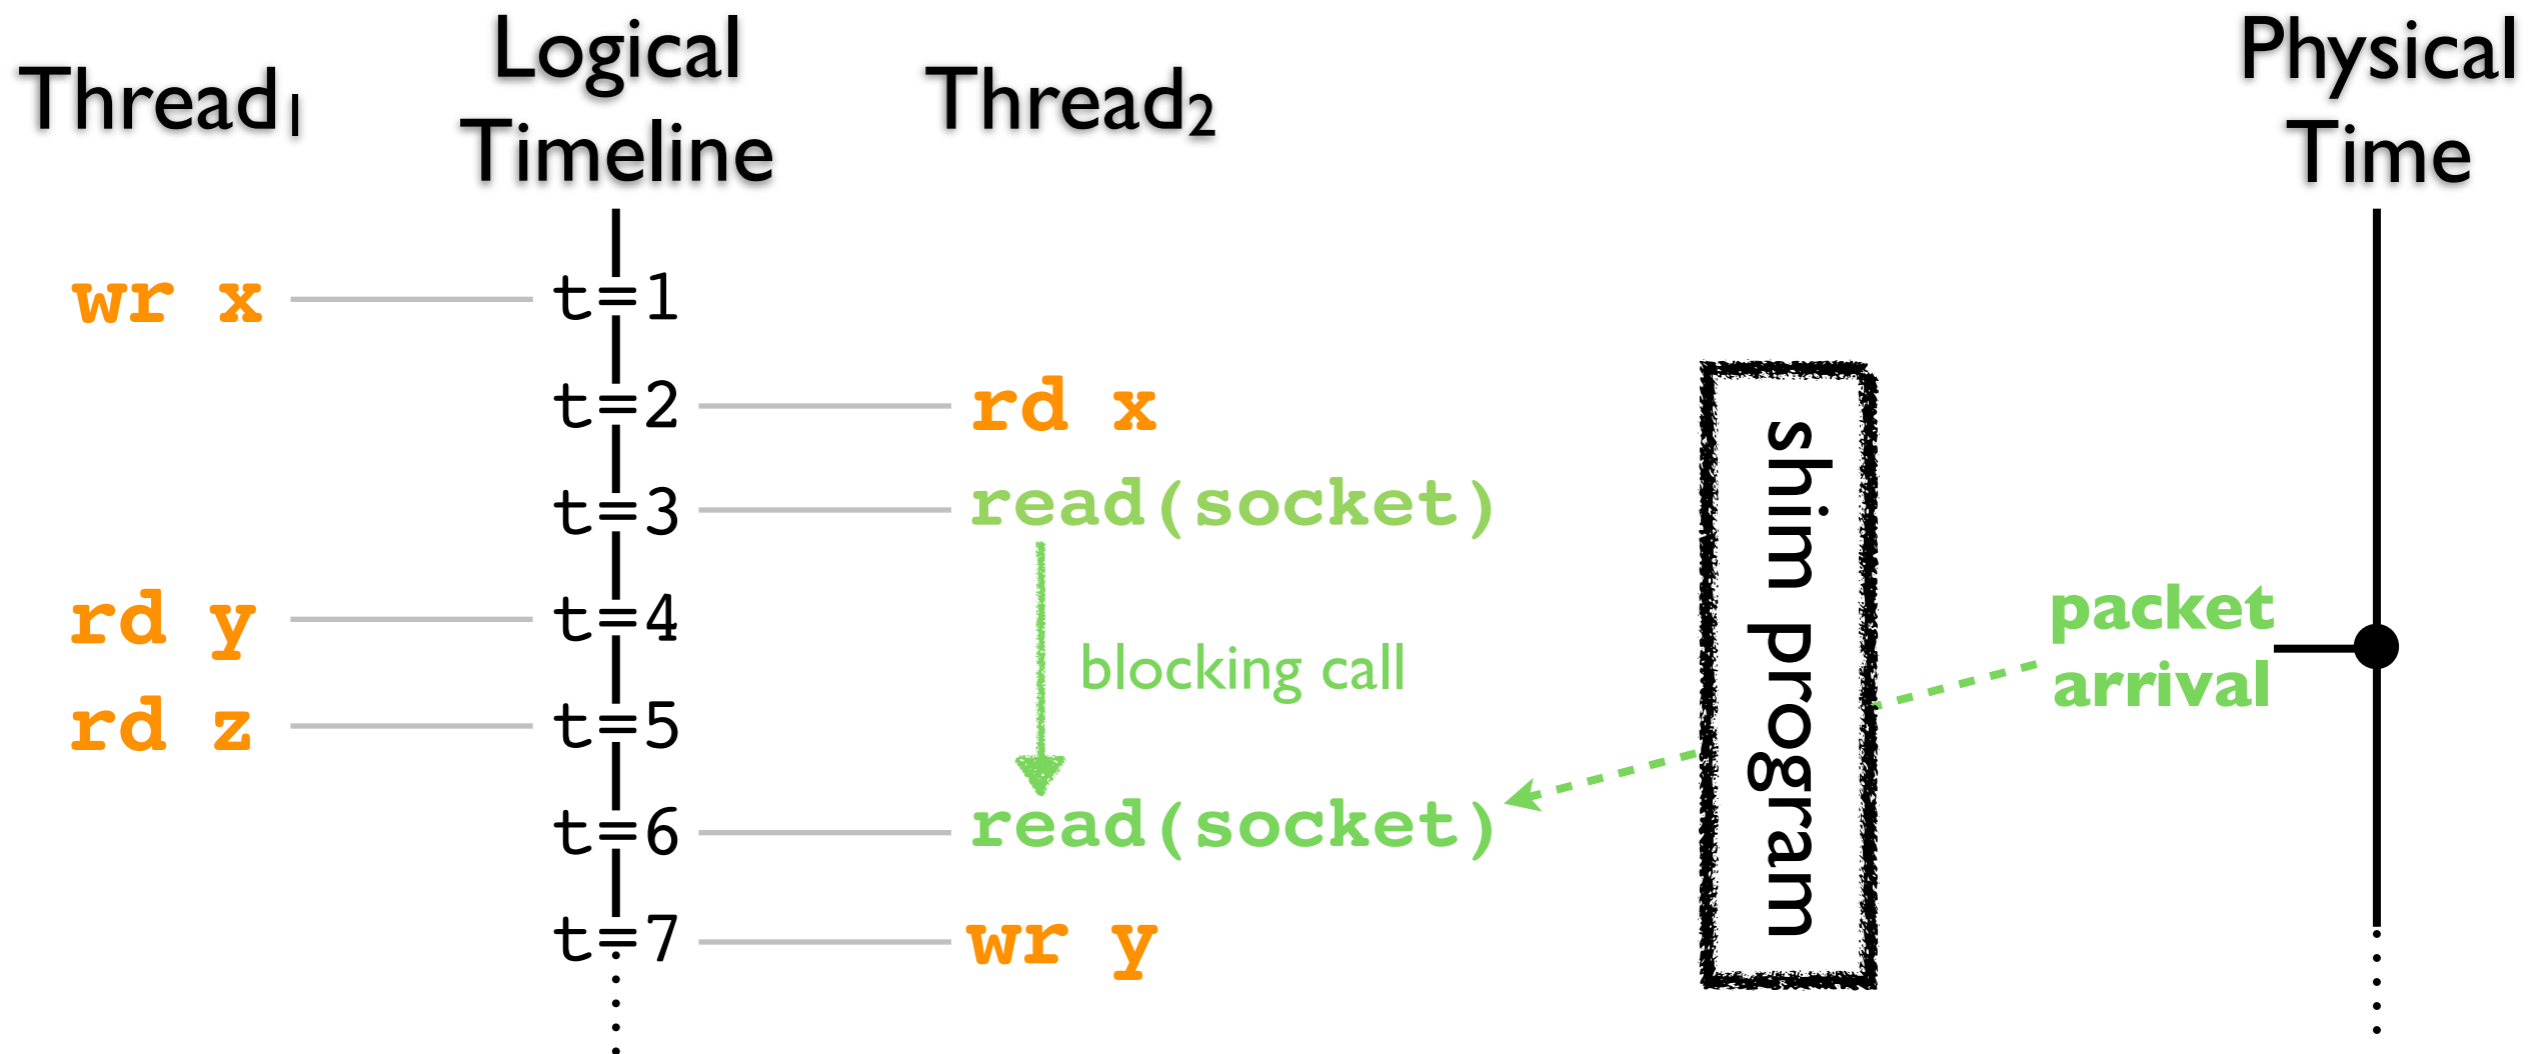 Thread1
Logical
Timeline
Thread2
Physical
Time
wr x
t=1
t=2
rd x
t=3
read(socket)
rd y
t=4
blocking call
rd z
t=5
t=6
read(socket)
t=7
wr y
shim program
packet
arrival